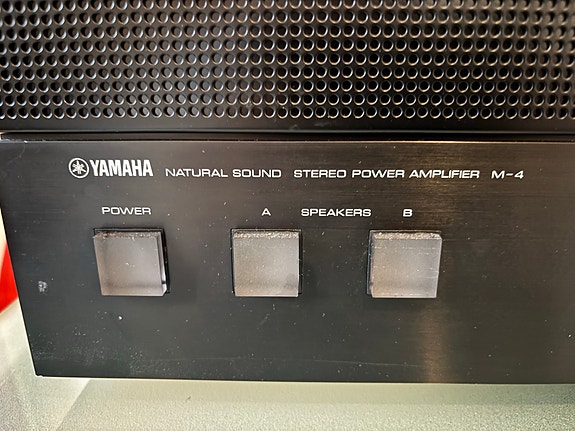 YAMAHA NATURAL SOUND STEREO POWER AMPLIFIER M-4
POWER A SPEAKERS B